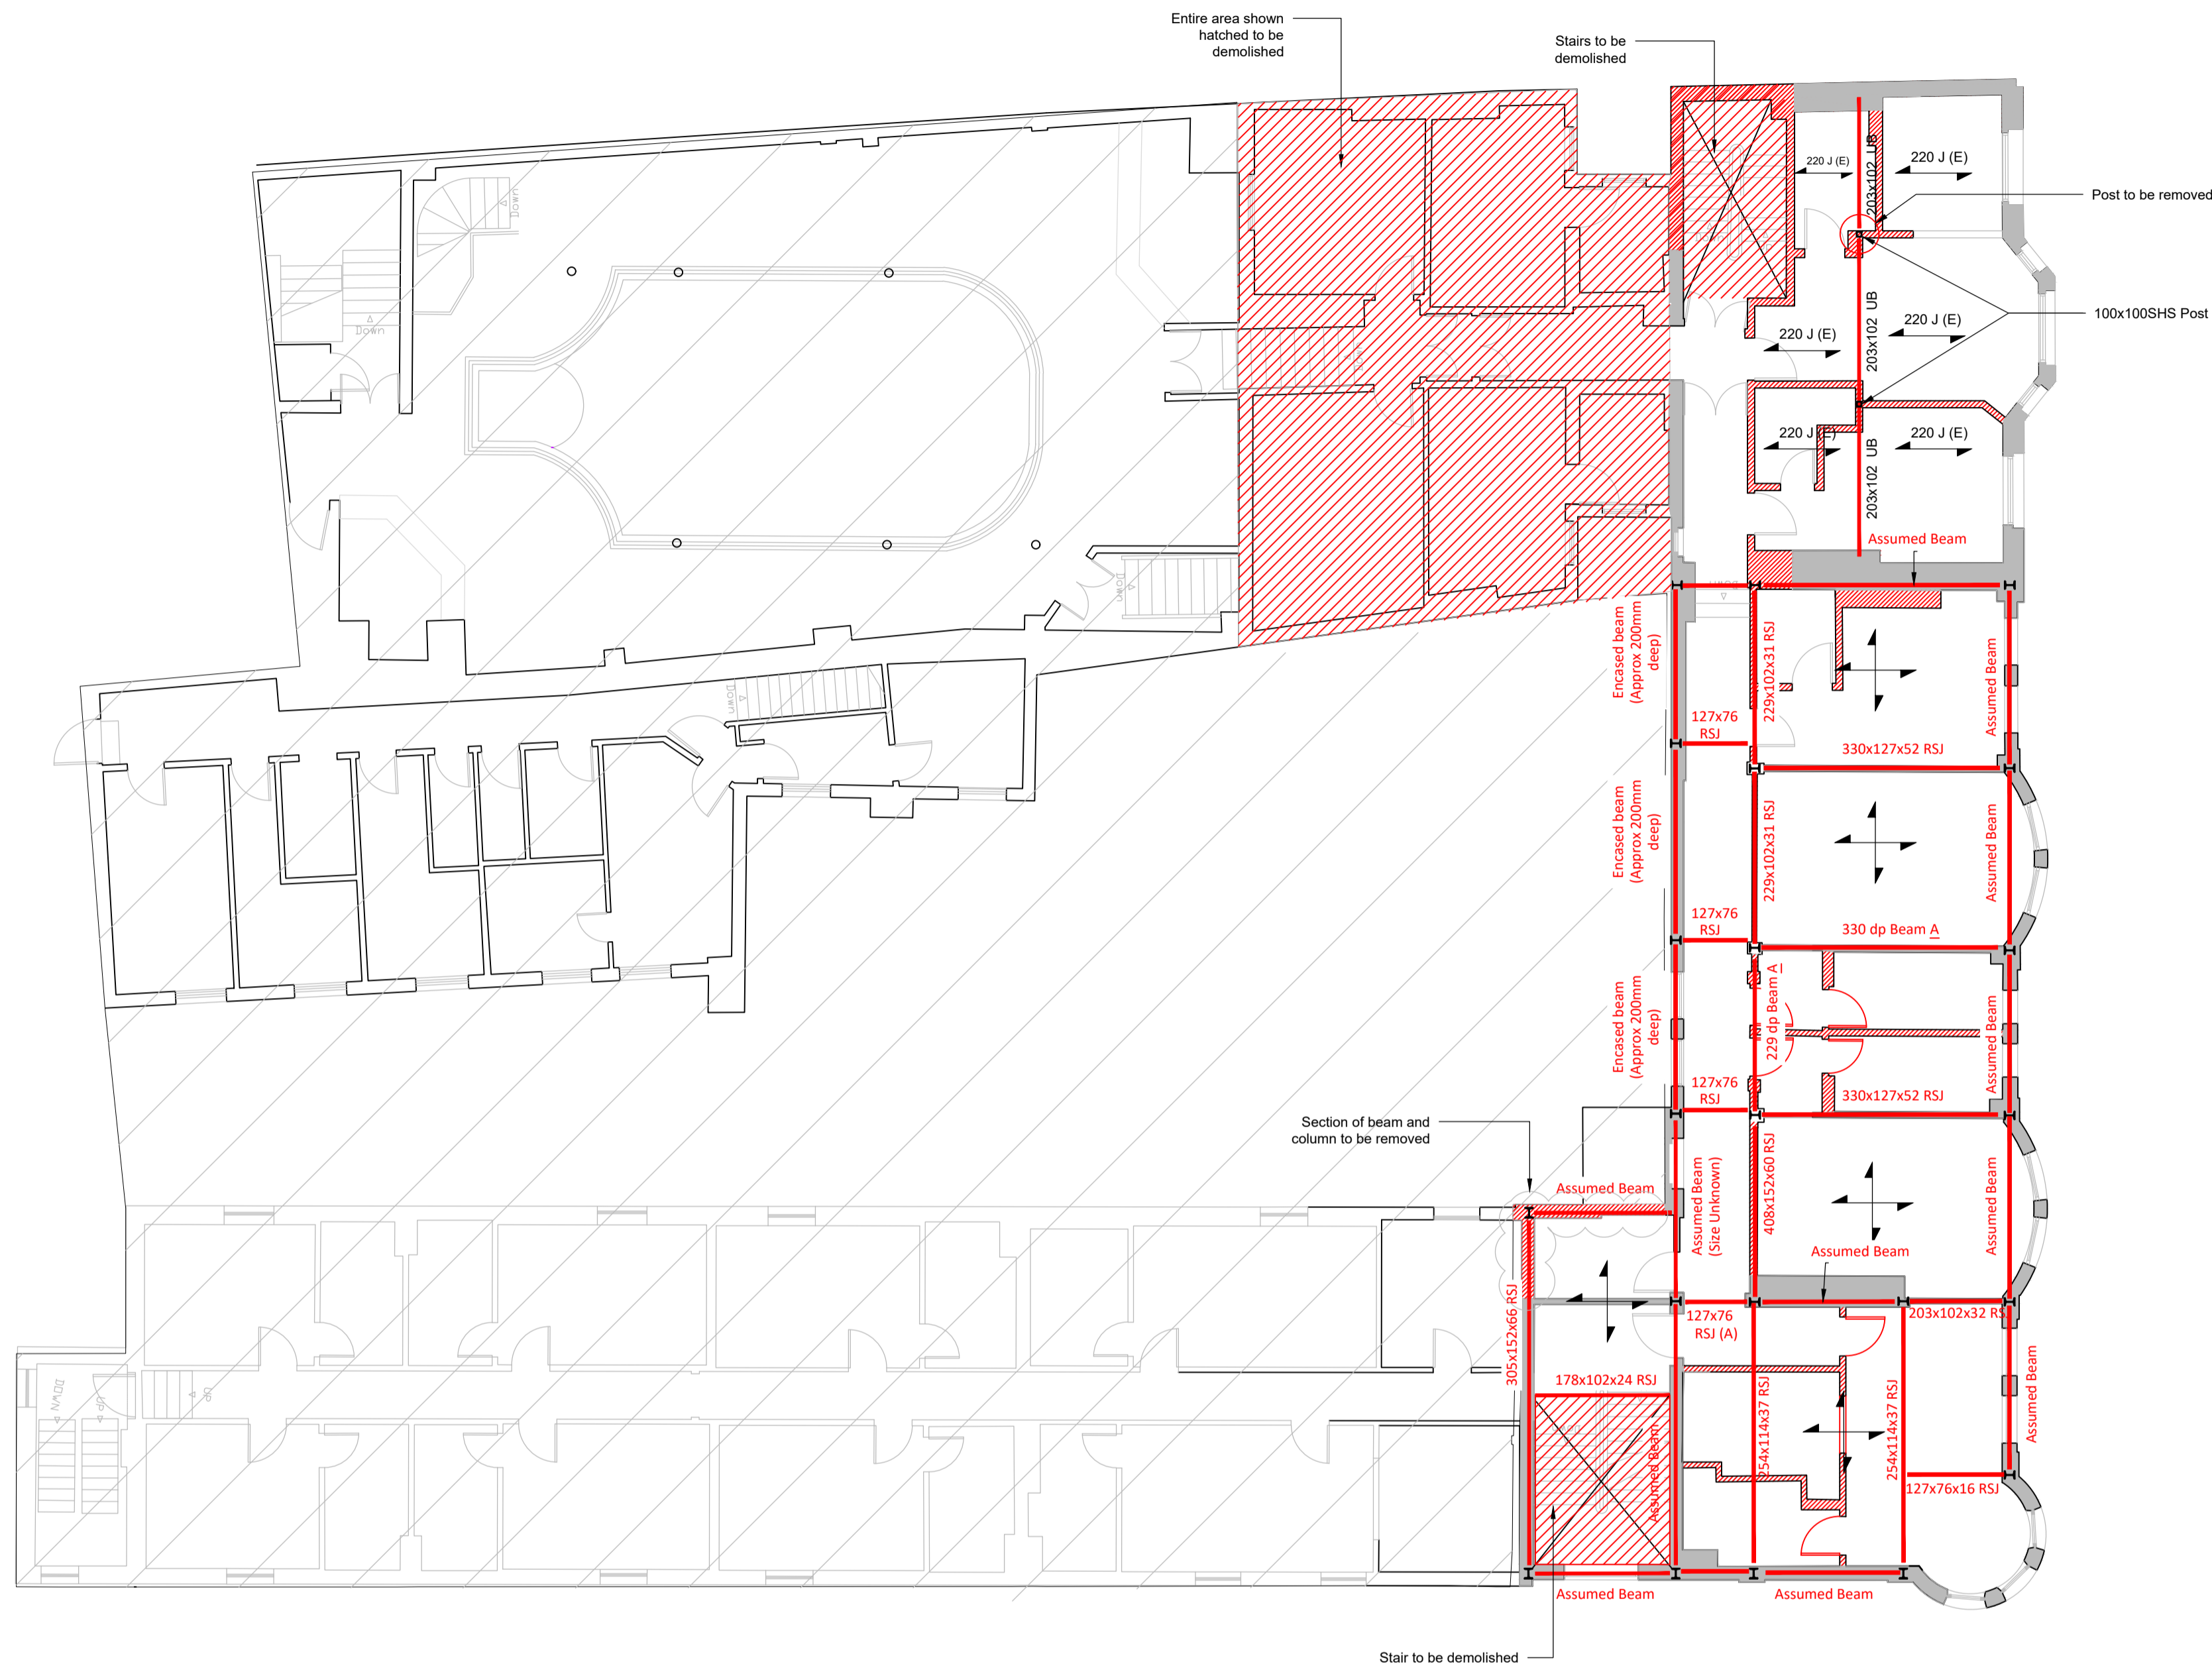 Entire area shown
hatched to be
demolished
Stairs to be
demolished
220 J (E)
203x102 UB
220 J (E)
Post to be removed
Down
Down
203x102 UB
220 J (E)
220 J (E)
100x100SHS Post
Down
220 J (E)
220 J (E)
203x102 UB
Assumed Beam
Down
Encased beam
(Approx 200mm
deep)
229x102x31 RSJ
Assumed Beam
127x76
RSJ
330x127x52 RSJ
Down
Encased beam
(Approx 200mm
deep)
229x102x31 RSJ
Assumed Beam
127x76
RSJ
330 dp Beam A
Encased beam
(Approx 200mm
deep)
229 dp Beam A
Assumed Beam
127x76
RSJ
330x127x52 RSJ
Section of beam and
column to be removed
Assumed Beam
Assumed Beam
(Size Unknown)
408x152x60 RSJ
Assumed Beam
Assumed Beam
305x152x66 RSJ
127x76
RSJ (A)
203x102x32 RS
178x102x24 RSJ
Assumed Beam
254x114x37 RSJ
254x114x37 RSJ
Assumed Beam
127x76x16 RSJ
DOWN
UP
UP
Assumed Beam
Assumed Beam
Stair to be demolished